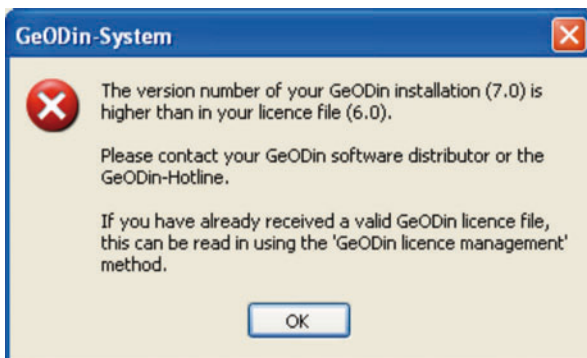 GeODin-System
The version number of your GeODin installation (7.0) is
higher than in your licence file (6.0).
Please contact your GeODin software distributor or the
GeODin-Hotline.
If you have already received a valid GeODin licence file,
this can be read in using the 'GeODin licence management'
method.
OK